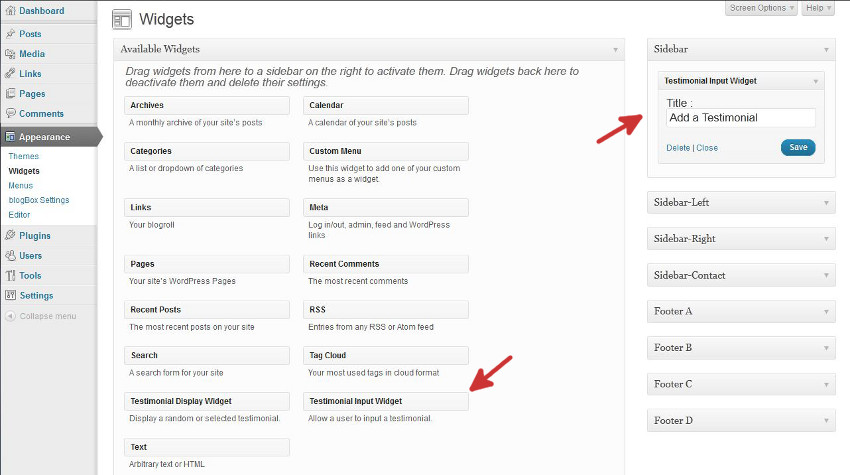 Dashboard
Posts
Media
Links
Pages
Comments
Appearance
Themes
Widgets
Menus
blogBox Settings
Editor
Plugins
Users
Tools
Settings
Collapse menu
Screen Options
Help
Widgets
Available Widgets
Drag widgets from here to a sidebar on the right to activate them. Drag widgets back here to
deactivate them and delete their settings.
Archives
A monthly archive of your site's posts
Calendar
A calendar of your site's posts
Categories
A list or dropdown of categories
Custom Menu
Use this widget to add one of your custom
menus as a widget.
Links
Your blogroll
Meta
Log in/out, admin, feed and WordPress
links
Pages
Your site's WordPress Pages
Recent Comments
The most recent comments
Recent Posts
The most recent posts on your site
RSS
Entries from any RSS or Atom feed
Search
A search form for your site
Tag Cloud
Your most used tags in cloud format
Testimonial Display Widget
Display a random or selected testimonial.
Testimonial Input Widget
Allow a user to input a testimonial.
Text
Arbitrary text or HTML
Sidebar
Testimonial Input Widget
Title :
Add a Testimonial
Delete | Close
Save
Sidebar-Left
Sidebar-Right
Sidebar-Contact
Footer A
Footer B
Footer C
Footer D